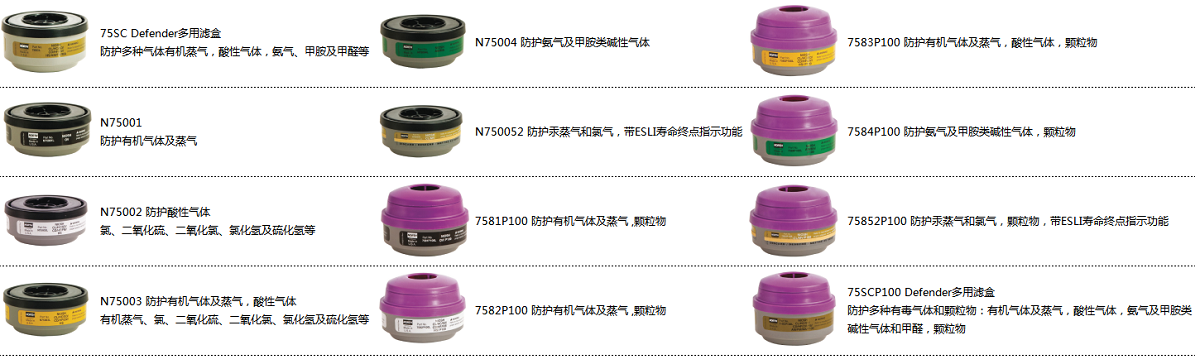 75SC Defender多用滤盒
防护多种气体有机蒸气，酸性气体，氨气、甲胺及甲醛等
N75001
防护有机气体及蒸气
N75002 防护酸性气体
氯、二氧化硫、二氧化氯、氯化氢及硫化氢等
N75003 防护有机气体及蒸气，酸性气体
有机蒸气、氯、二氧化硫、二氧化氯、氯化氢及硫化氢等
N75004 防护氨气及甲胺类碱性气体
N750052 防护汞蒸气和氯气，带ESLI寿命终点指示功能
7581P100 防护有机气体及蒸气 ,颗粒物
7582P100 防护有机气体及蒸气 ,颗粒物
7583P100 防护有机气体及蒸气，酸性气体，颗粒物
7584P100 防护氨气及甲胺类碱性气体，颗粒物
75852P100 防护汞蒸气和氯气，颗粒物，带ESLI寿命终点指示功能
75SCP100 Defender多用滤盒
防护多种有毒气体和颗粒物：有机气体及蒸气，酸性气体，氨气及甲胺类
碱性气体和甲醛，颗粒物